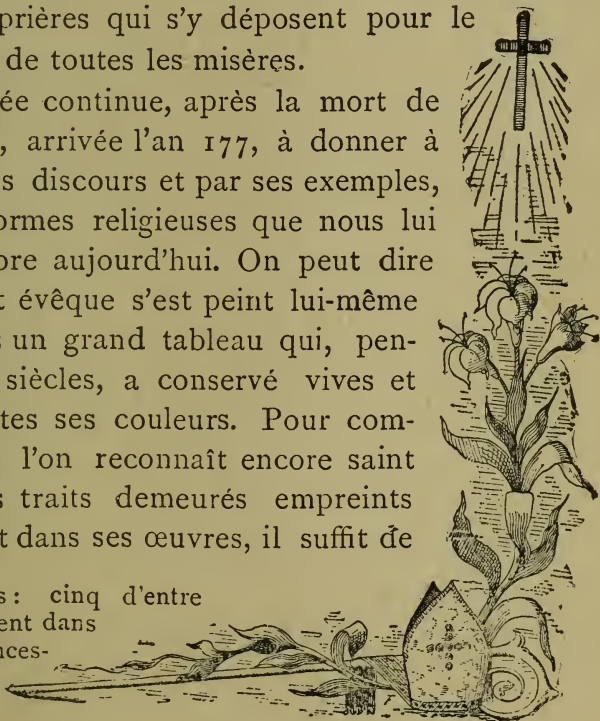 prières qui s'y déposent pour le
de toutes les misères.
ée continue, après la mort de
, arrivée l'an 177, à donner à
s discours et par ses exemples,
ormes religieuses que nous lui
ore aujourd'hui. On peut dire
t évêque s'est peint lui-même
un grand tableau qui, pen-
siècles, a conservé vives et
tes ses couleurs. Pour com-
l'on reconnaît encore saint
s traits demeurés empreints
t dans ses œuvres, il suffit de
s: cinq d'entre
ent dans
nces-